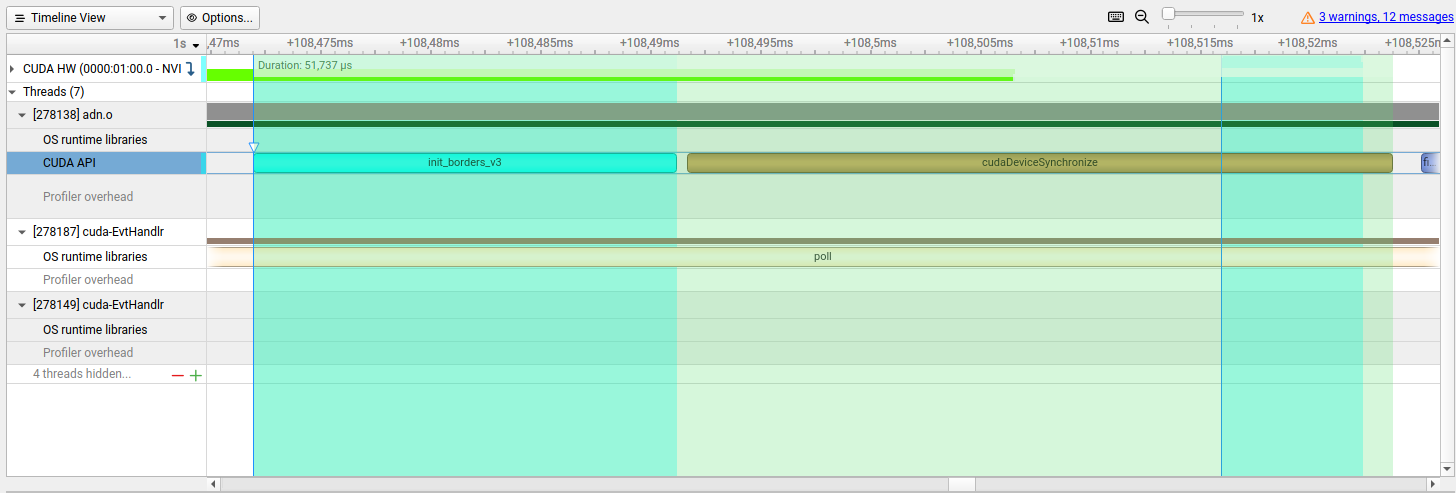 Timeline View Options... 1x 3 warnings, 12 messages
1s ,47ms +108,475ms +108,48ms +108,485ms +108,49ms +108,495ms +108,5ms +108,505ms +108,51ms +108,515ms +108,52ms +108,525m
CUDA HW (0000:01:00.0 - NVI Duration: 51,737 µs
Threads (7)
[278138] adn.o
OS runtime libraries
CUDA API init_borders_v3 cudaDeviceSynchronize fi...
Profiler overhead
[278187] cuda-EvtHandlr
OS runtime libraries poll
Profiler overhead
[278149] cuda-EvtHandlr
OS runtime libraries
Profiler overhead
4 threads hidden...